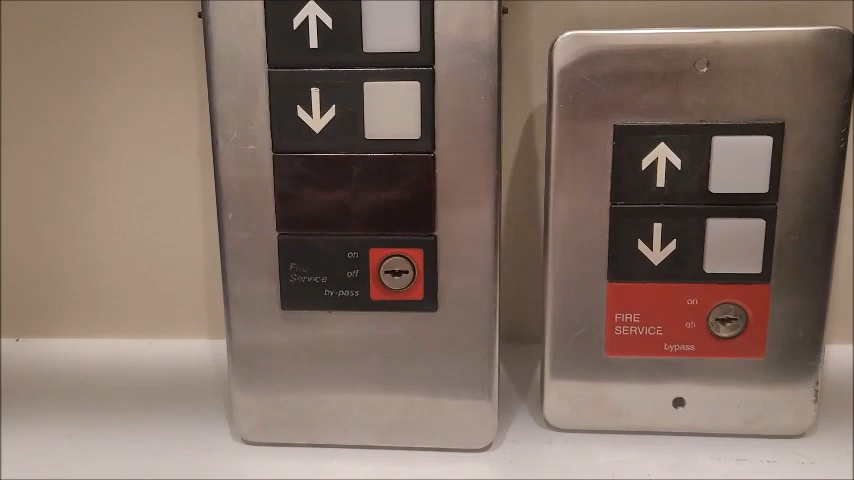 on
Fire
Service
off
by-pass
on
FIRE
SERVICE
off
bypass